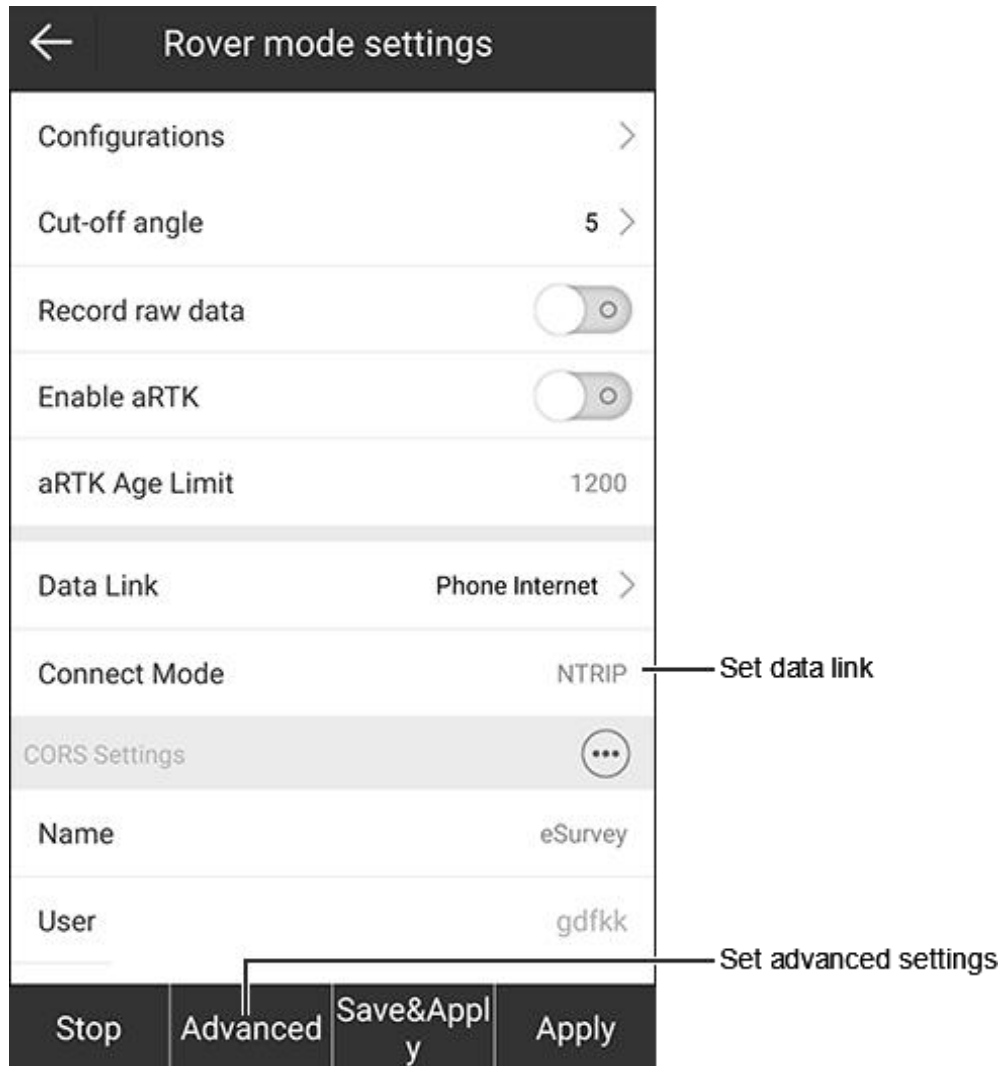 Rover mode settings
Configurations
Cut-off angle 5
Record raw data
Enable aRTK
aRTK Age Limit 1200
Data Link Phone Internet
Connect Mode NTRIP
Set data link
CORS Settings
Name eSurvey
User gdfkk
Set advanced settings
Stop Advanced Save&Appl
y Apply